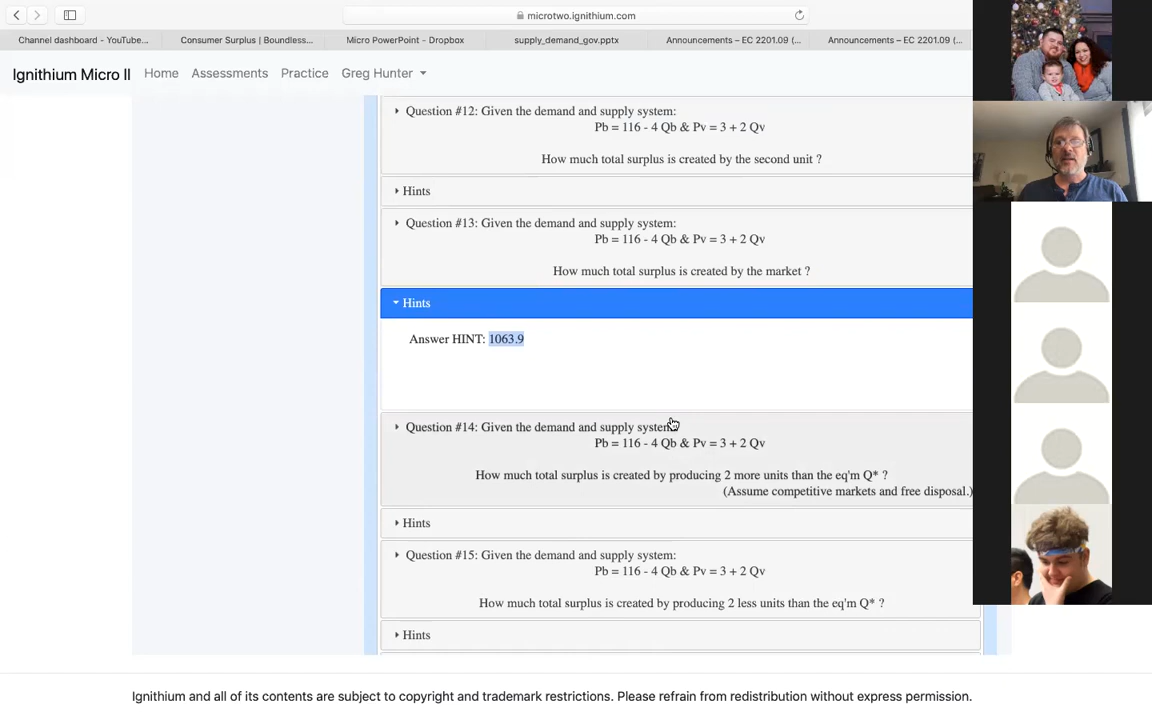 microtwo.ignithium.com
Channel dashboard - YouTube...
Consumer Surplus | Boundless...
Micro PowerPoint - Dropbox
supply_demand_gov.pptx
Announcements – EC 2201.09 (...
Announcements – EC 2201.09 (...
Ignithium Micro II
Home
Assessments
Practice
Greg Hunter
Question #12: Given the demand and supply system:
Pb = 116 - 4 Qb & Pv = 3 + 2 Qv
How much total surplus is created by the second unit ?
Hints
Question #13: Given the demand and supply system:
Pb = 116 - 4 Qb & Pv = 3 + 2 Qv
How much total surplus is created by the market ?
Hints
Answer HINT: 1063.9
Question #14: Given the demand and supply system:
Pb = 116 - 4 Qb & Pv = 3 + 2 Qv
How much total surplus is created by producing 2 more units than the eq'm Q* ?
(Assume competitive markets and free disposal.)
Hints
Question #15: Given the demand and supply system:
Pb = 116 - 4 Qb & Pv = 3 + 2 Qv
How much total surplus is created by producing 2 less units than the eq'm Q* ?
Hints
Ignithium and all of its contents are subject to copyright and trademark restrictions. Please refrain from redistribution without express permission.